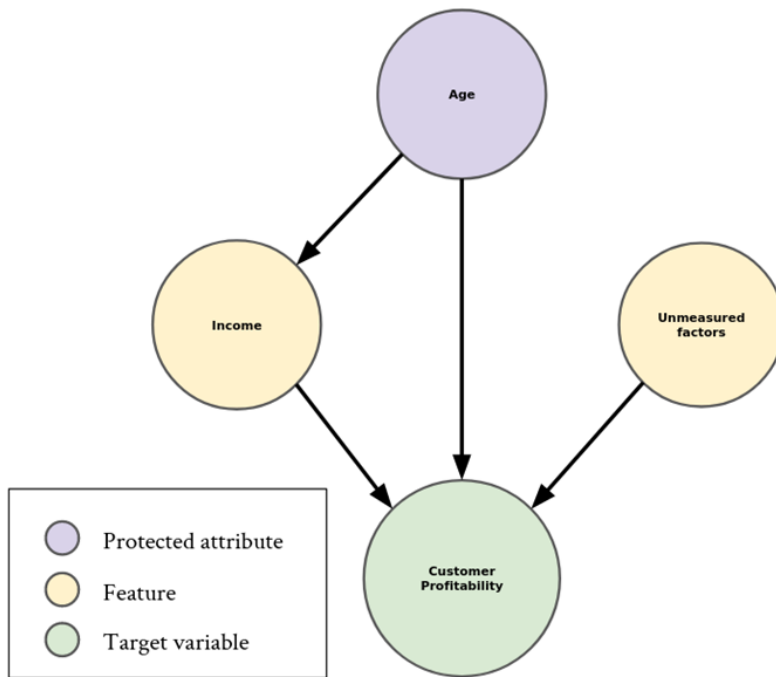 Age
Income
Unmeasured
factors
Customer
Profitability
Protected attribute
Feature
Target variable